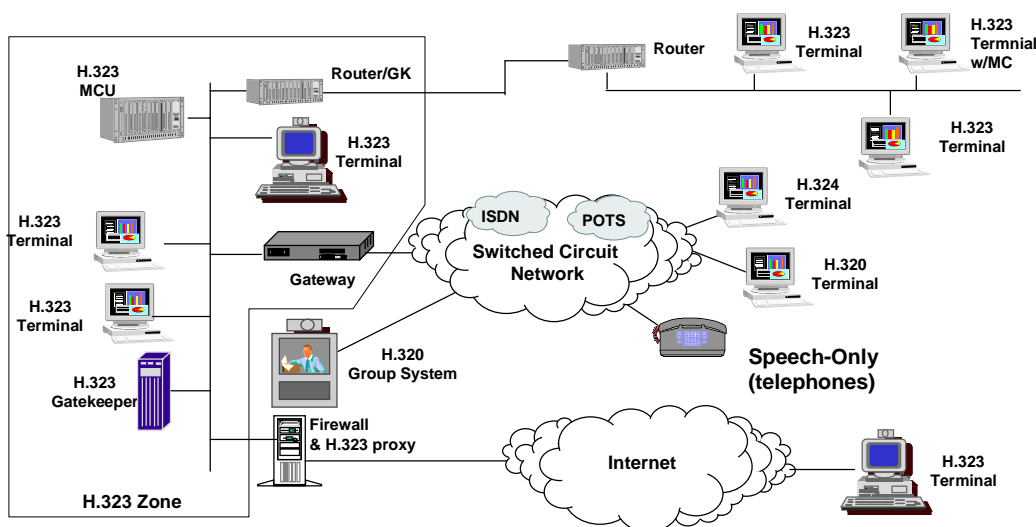 H.323
MCU
Router/GK
Router
H.323
Terminal
H.323
Termnial
w/MC
H.323
Terminal
H.323
Terminal
H.323
Terminal
H.324
Terminal
ISDN
POTS
Switched Circuit
Network
Gateway
H.320
Terminal
H.323
Terminal
H.320
Group System
Speech-Only
(telephones)
H.323
Gatekeeper
Firewall
& H.323 proxy
Internet
H.323
Terminal
H.323 Zone